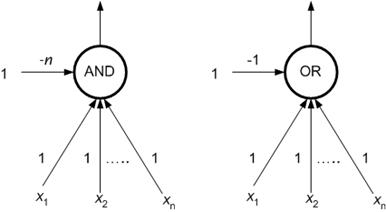 1 -n AND 1 -1 OR
1 1 ..... 1 1 1 ..... 1
x1 x2 xn x1 x2 xn